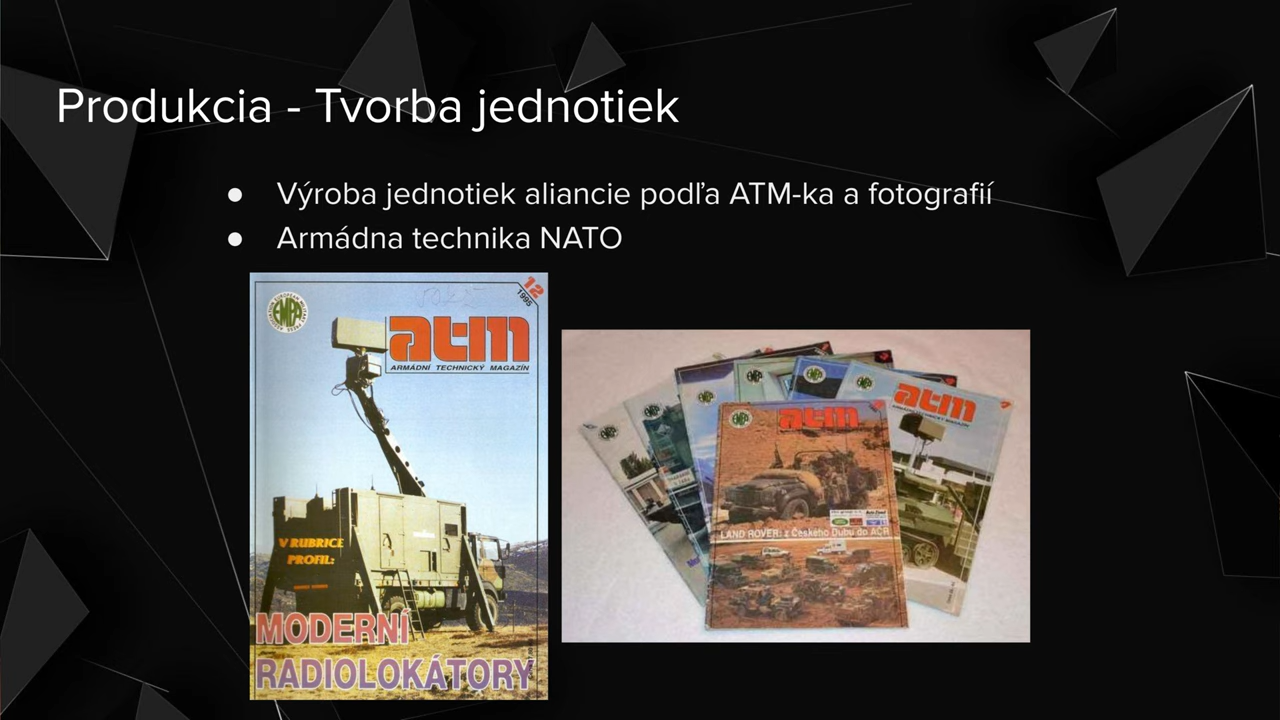 Produkcia - Tvorba jednotiek
● Výroba jednotiek aliancie podľa ATM-ka a fotografií
● Armádna technika NATO
12
1995
EMPA
atm
ARMÁDNÍ TECHNICKÝ MAGAZÍN
V RUBRICE
PROFIL:
MODERNÍ
RADIOLOKÁTORY
atm
atm
LAND ROVER: z Českého Dubu do AČR